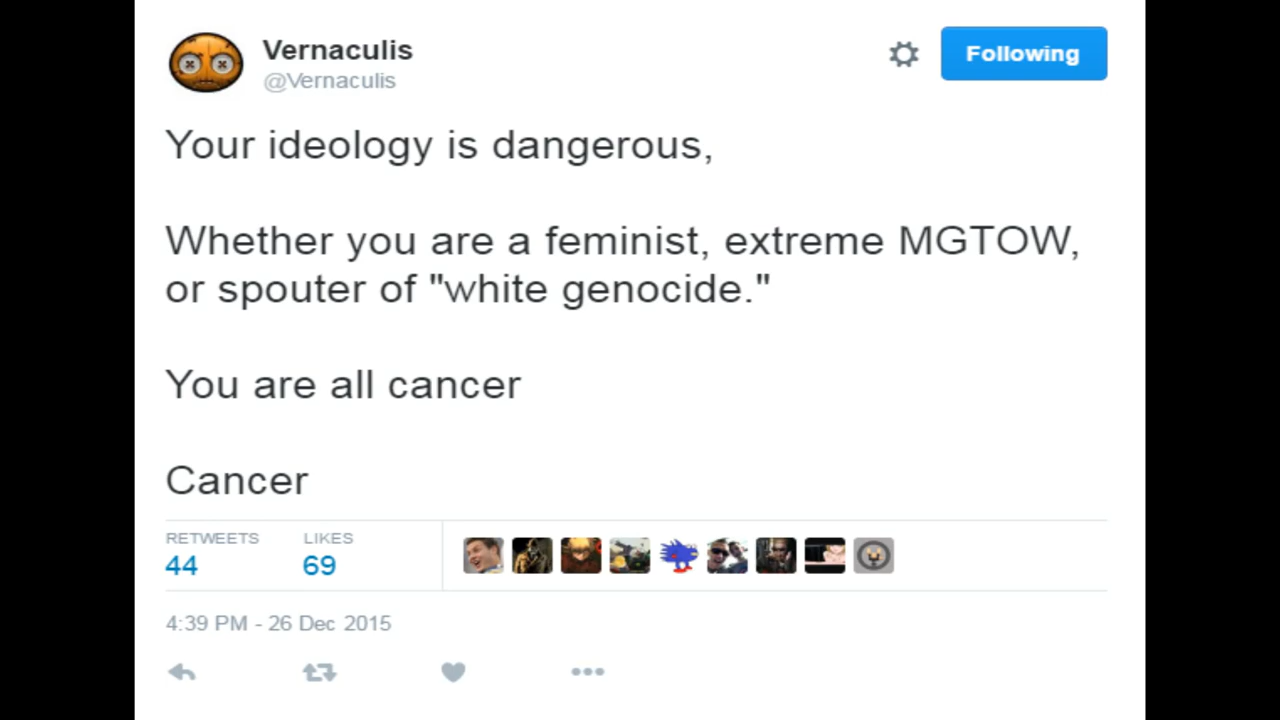 Vernaculis
@Vernaculis
Following
Your ideology is dangerous,
Whether you are a feminist, extreme MGTOW,
or spouter of "white genocide."
You are all cancer
Cancer
RETWEETS LIKES
44 69
4:39 PM - 26 Dec 2015